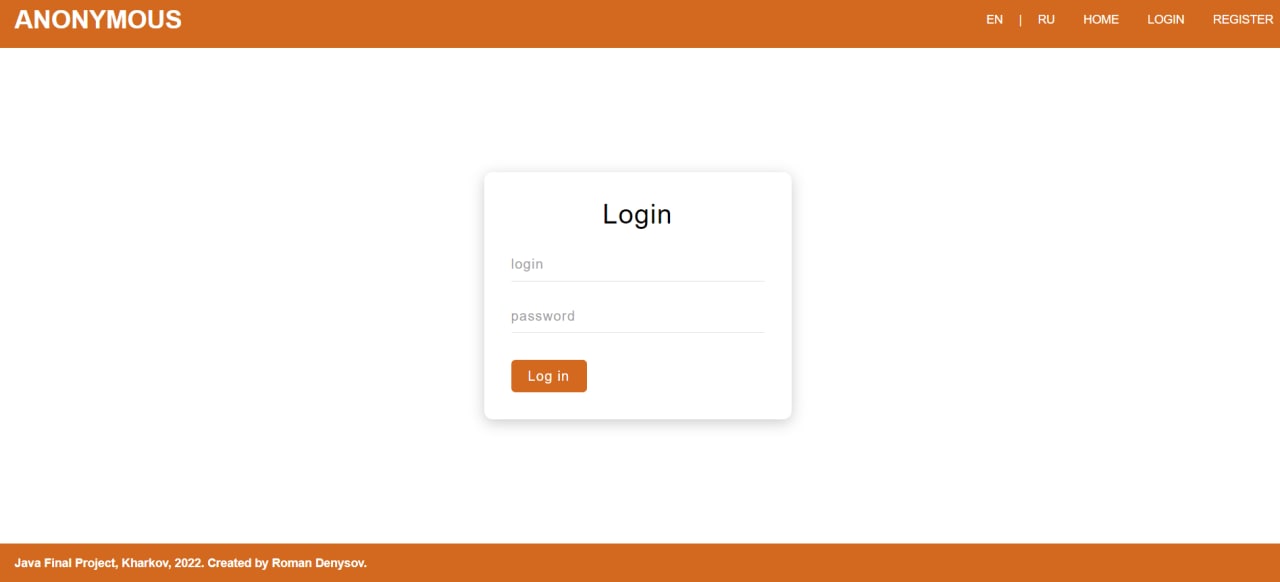 ANONYMOUS
EN | RU HOME LOGIN REGISTER
Login
login
password
Log in
Java Final Project, Kharkov, 2022. Created by Roman Denysov.